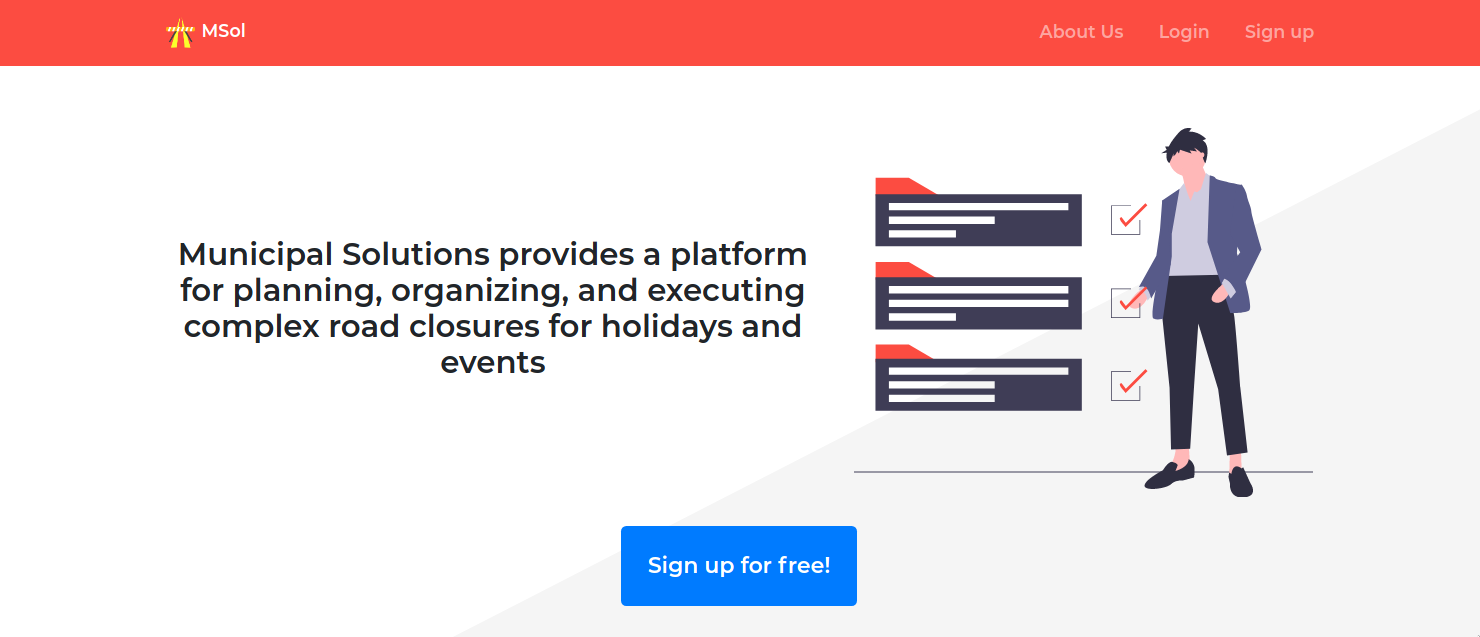 MSol
About Us
Login
Sign up
Municipal Solutions provides a platform
for planning, organizing, and executing
complex road closures for holidays and
events
Sign up for free!